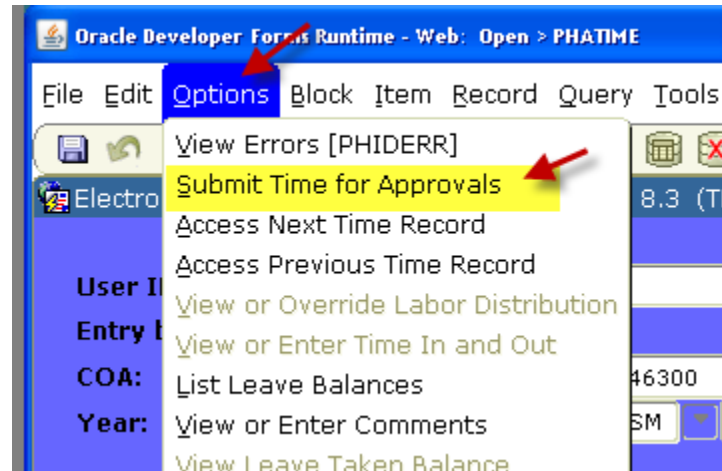 Oracle Developer Forms Runtime - Web: Open > PHATIME
File Edit Options Block Item Record Query Tools
View Errors [PHIDERR]
Submit Time for Approvals
Electro 8.3 (T
Access Next Time Record
Access Previous Time Record
User I
View or Override Labor Distribution
Entry
View or Enter Time In and Out
COA: 46300
List Leave Balances
Year: SM
View or Enter Comments
View Leave Taken Balance